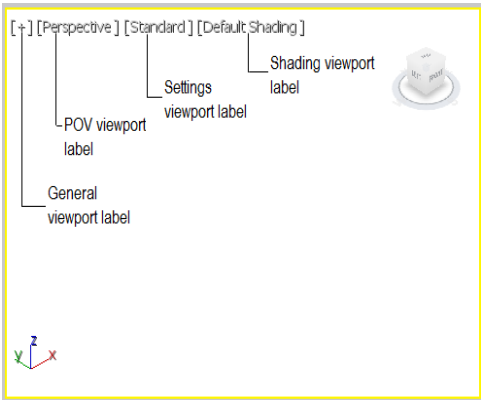 [+] [Perspective ] [Standard ] [Default Shading ]
Shading viewport
label
Settings
viewport label
POV viewport
label
General
viewport label
z
y
x